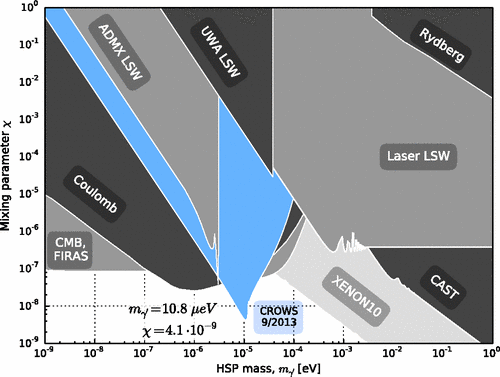 10⁰
10⁻¹
10⁻²
10⁻³
10⁻⁴
10⁻⁵
10⁻⁶
10⁻⁷
10⁻⁸
10⁻⁹
Mixing parameter χ
ADMX LSW
UWA LSW
Rydberg
Laser LSW
Coulomb
CMB,
FIRAS
XENON10
CAST
mγ′=10.8 μeV
χ=4.1·10⁻⁹
CROWS
9/2013
10⁻⁹ 10⁻⁸ 10⁻⁷ 10⁻⁶ 10⁻⁵ 10⁻⁴ 10⁻³ 10⁻² 10⁻¹ 10⁰
HSP mass, mγ′ [eV]